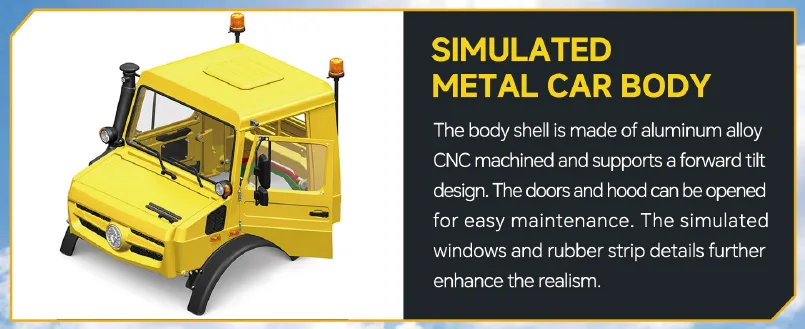 SIMULATED
METAL CAR BODY
The body shell is made of aluminum alloy
CNC machined and supports a forward tilt
design. The doors and hood can be opened
for easy maintenance. The simulated
windows and rubber strip details further
enhance the realism.